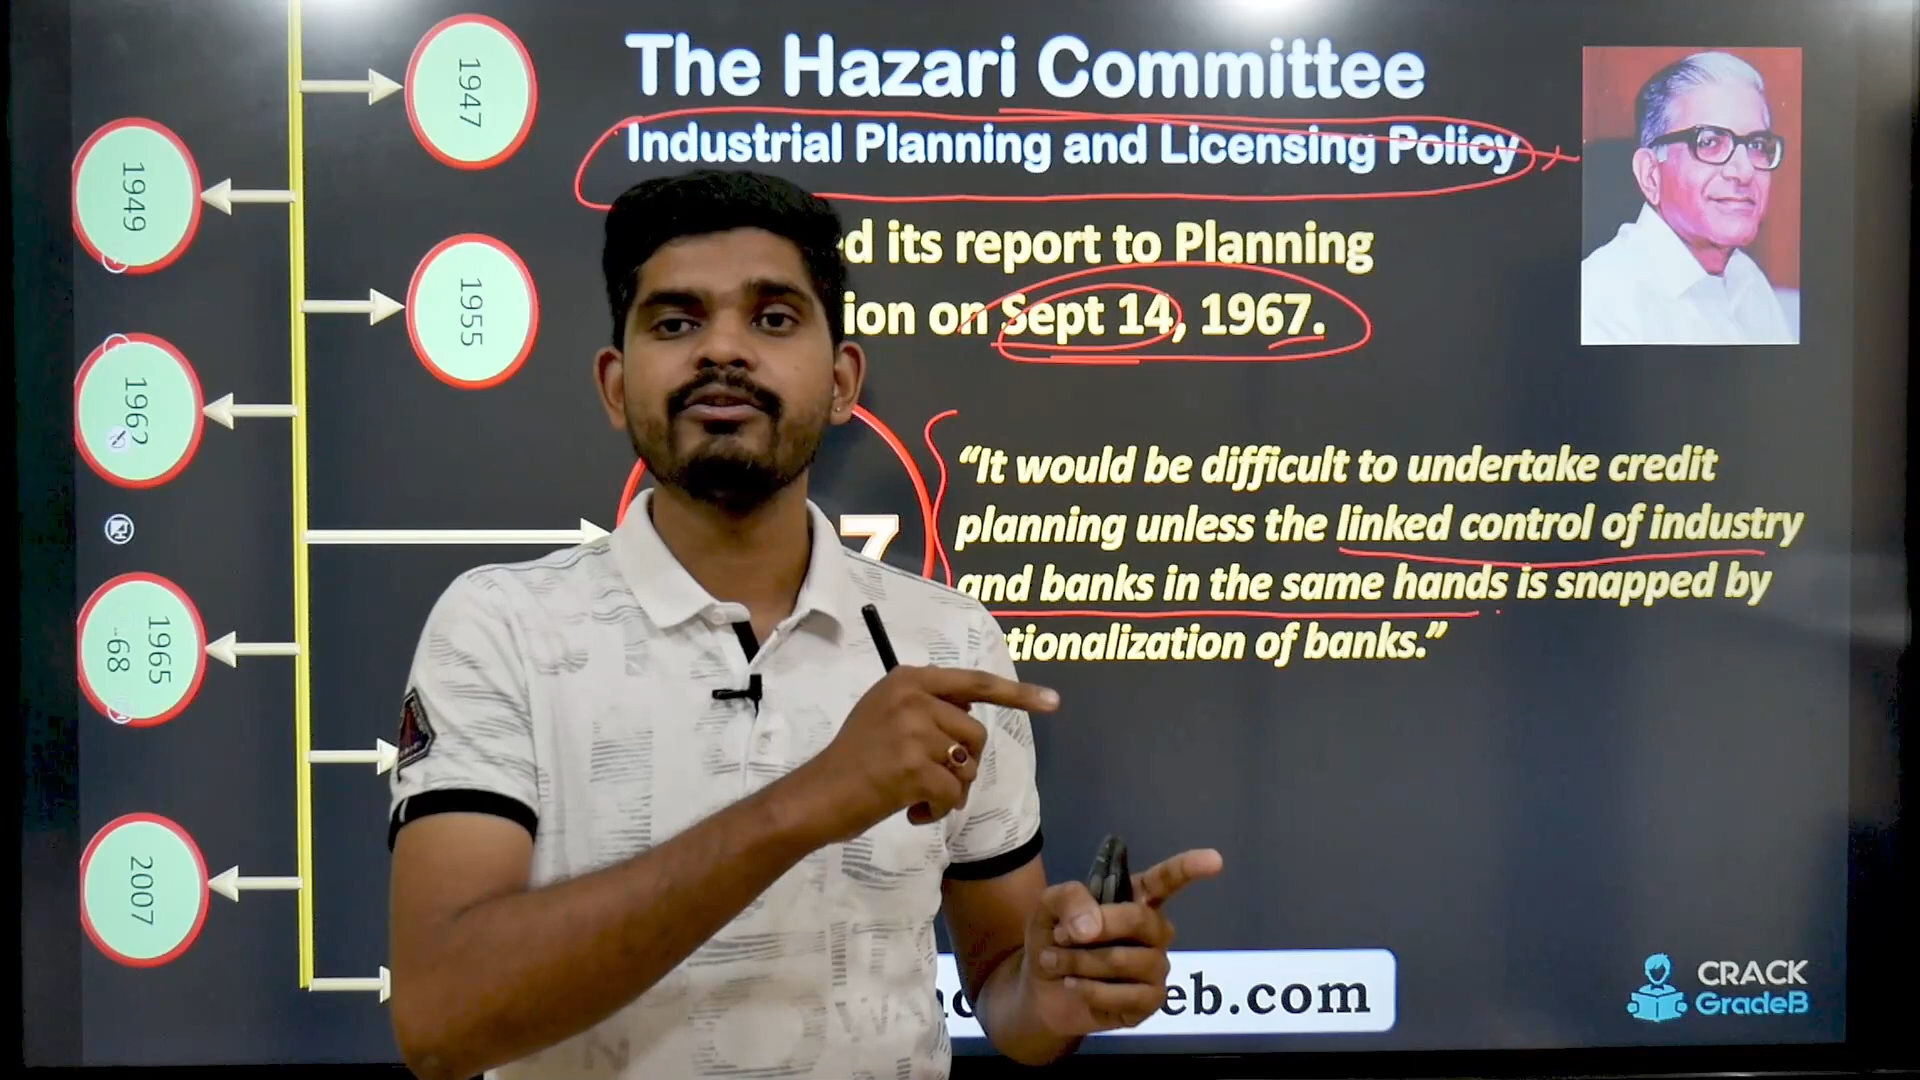 The Hazari Committee
Industrial Planning and Licensing Policy
its report to Planning
on Sept 14, 1967.
7
“It would be difficult to undertake credit
planning unless the linked control of industry
and banks in the same hands is snapped by
of banks.”
1947
1949
1955
1962
1965
-68
2007
eb.com
CRACK
GradeB